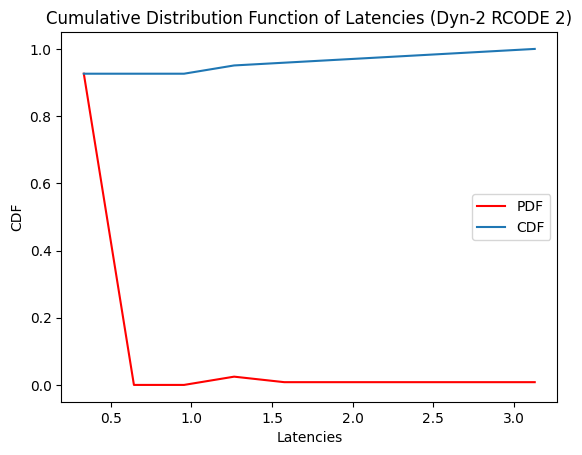 Cumulative Distribution Function of Latencies (Dyn-2 RCODE 2)
1.0
0.8
0.6
0.4
0.2
0.0
CDF
PDF
CDF
0.5
1.0
1.5
2.0
2.5
3.0
Latencies